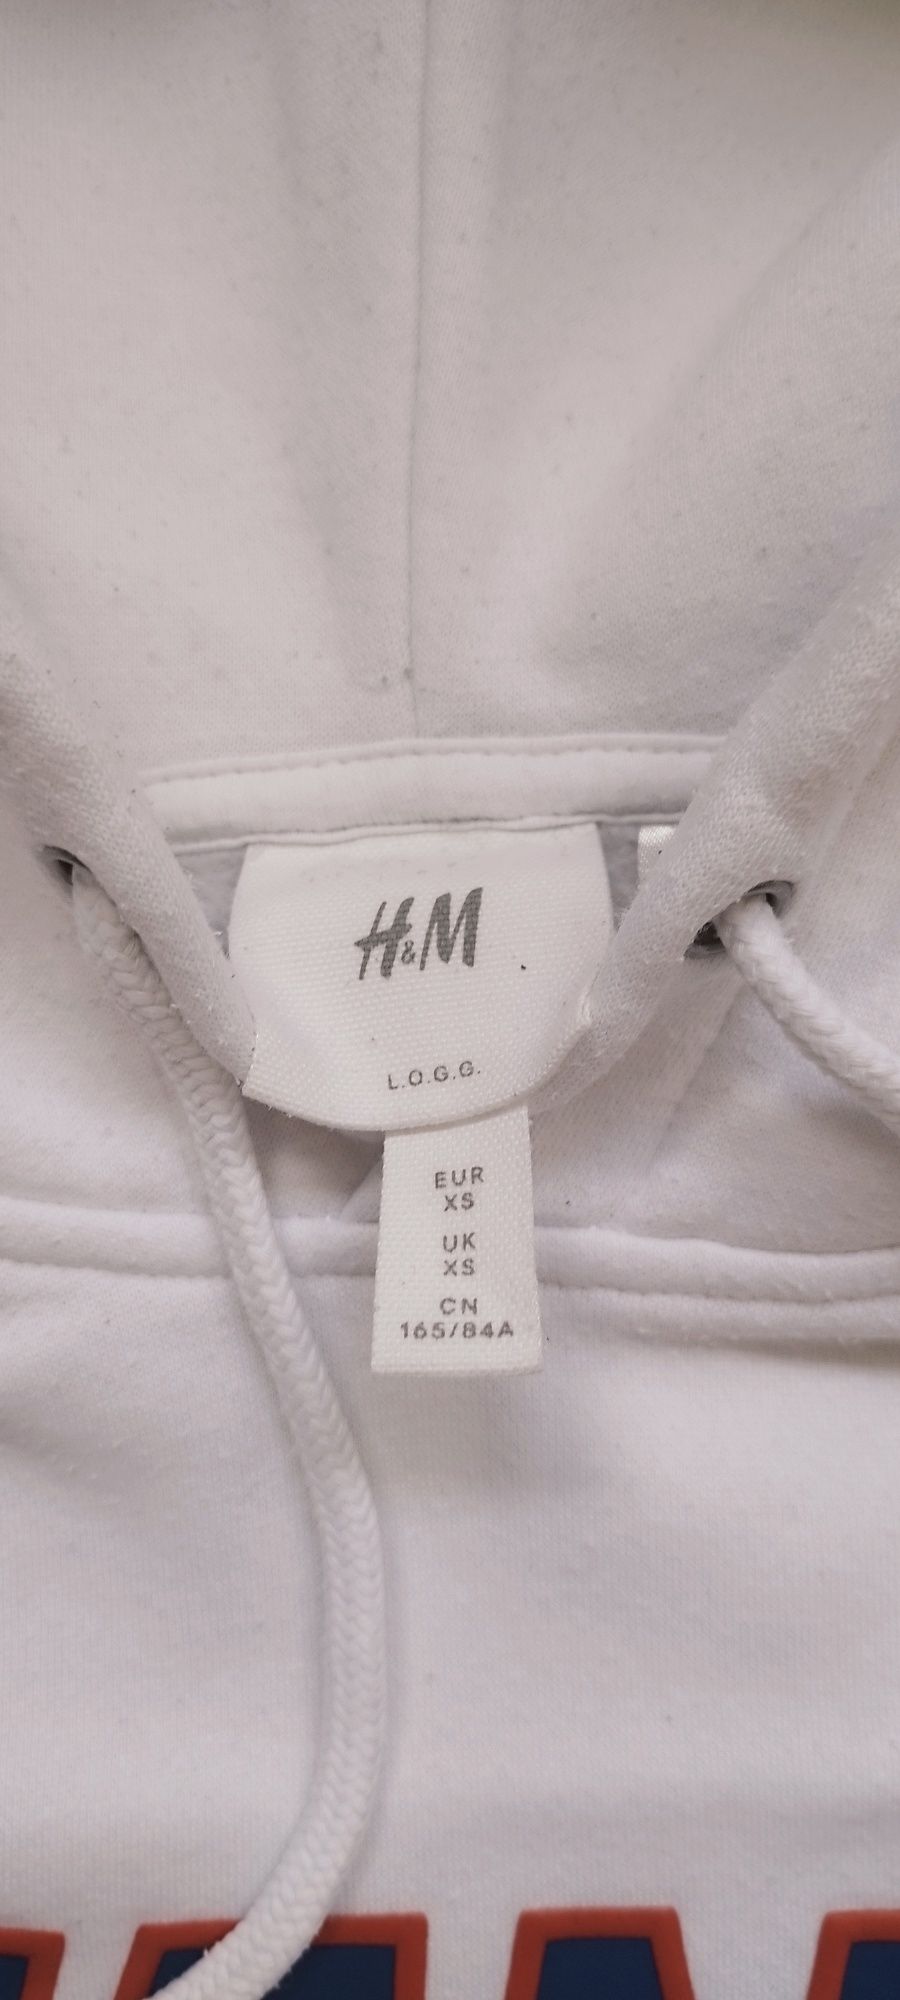 H&M
L.O.G.G.
EUR
XS
UK
XS
CN
165/84A